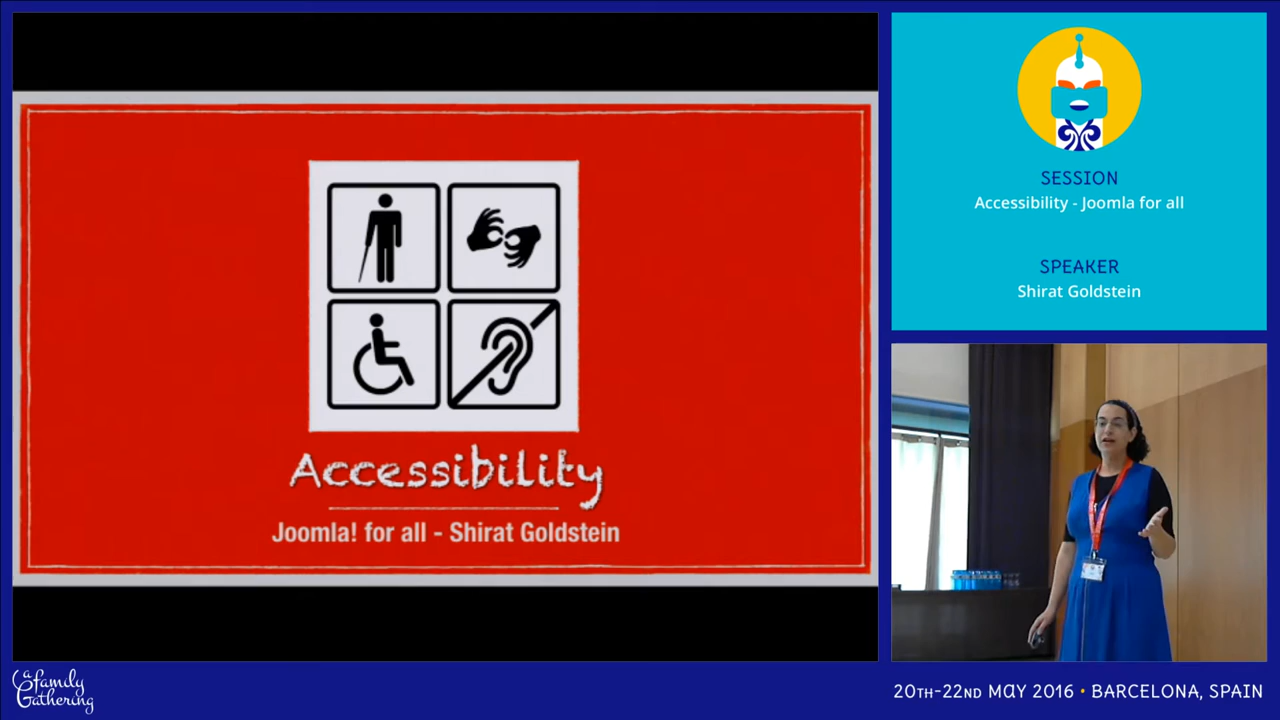 Accessibility
Joomla! for all - Shirat Goldstein
SESSION
Accessibility - Joomla for all
SPEAKER
Shirat Goldstein
a family
Gathering
20TH-22ND MAY 2016 • BARCELONA, SPAIN